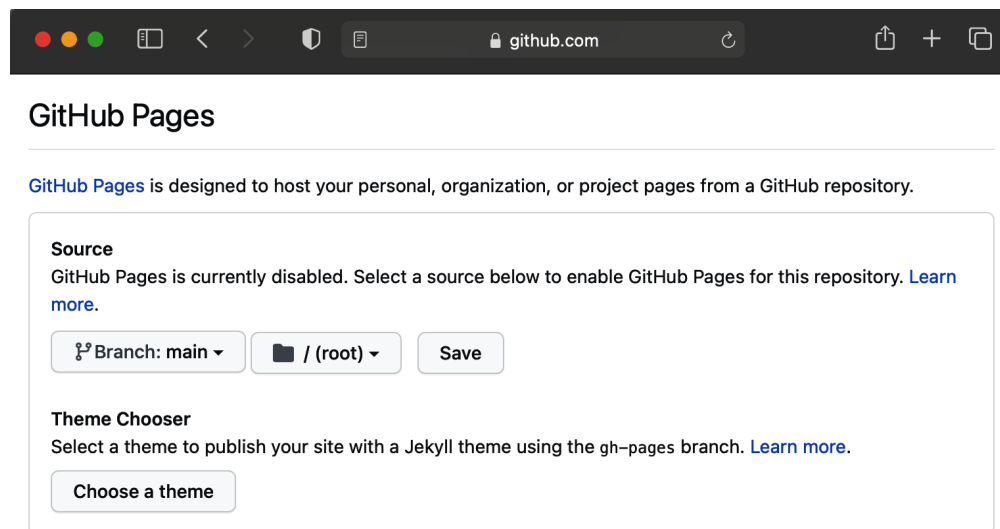 github.com
GitHub Pages
GitHub Pages is designed to host your personal, organization, or project pages from a GitHub repository.
Source
GitHub Pages is currently disabled. Select a source below to enable GitHub Pages for this repository. Learn
more.
Branch: main / (root) Save
Theme Chooser
Select a theme to publish your site with a Jekyll theme using the gh-pages branch. Learn more.
Choose a theme